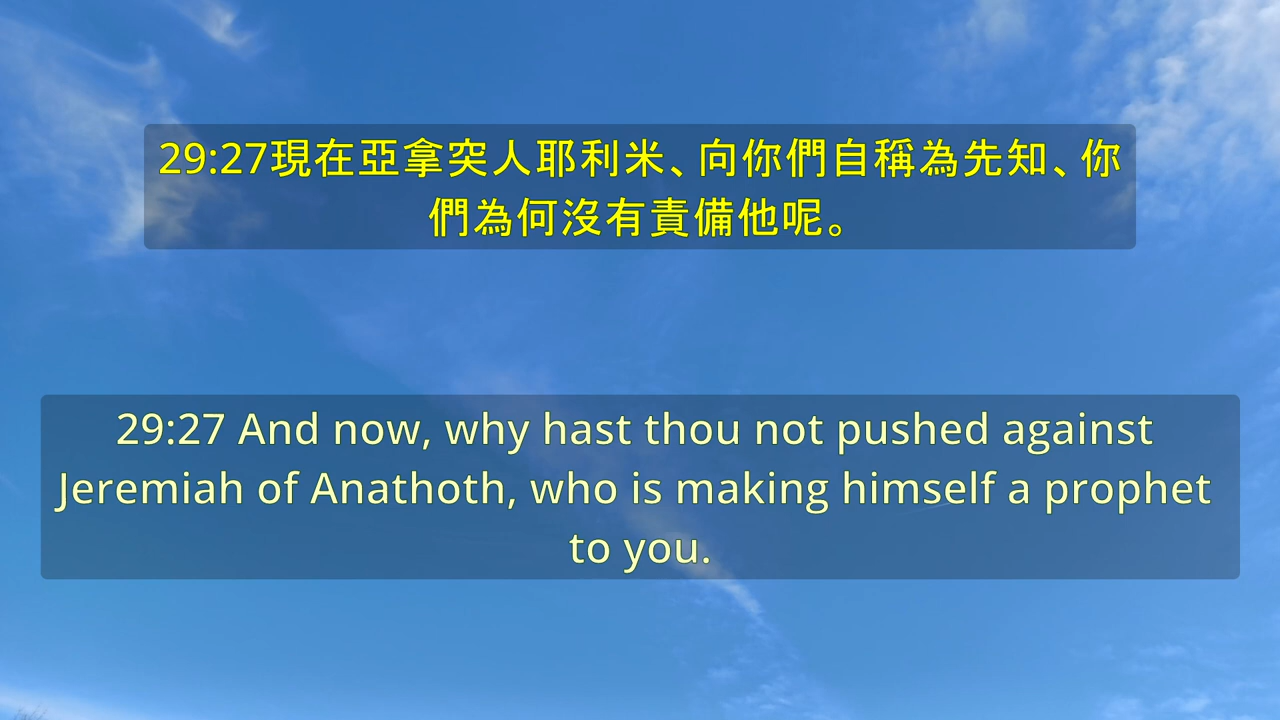 29:27現在亞拿突人耶利米、向你們自稱為先知、你
們為何沒有責備他呢。
29:27 And now, why hast thou not pushed against
Jeremiah of Anathoth, who is making himself a prophet
to you.